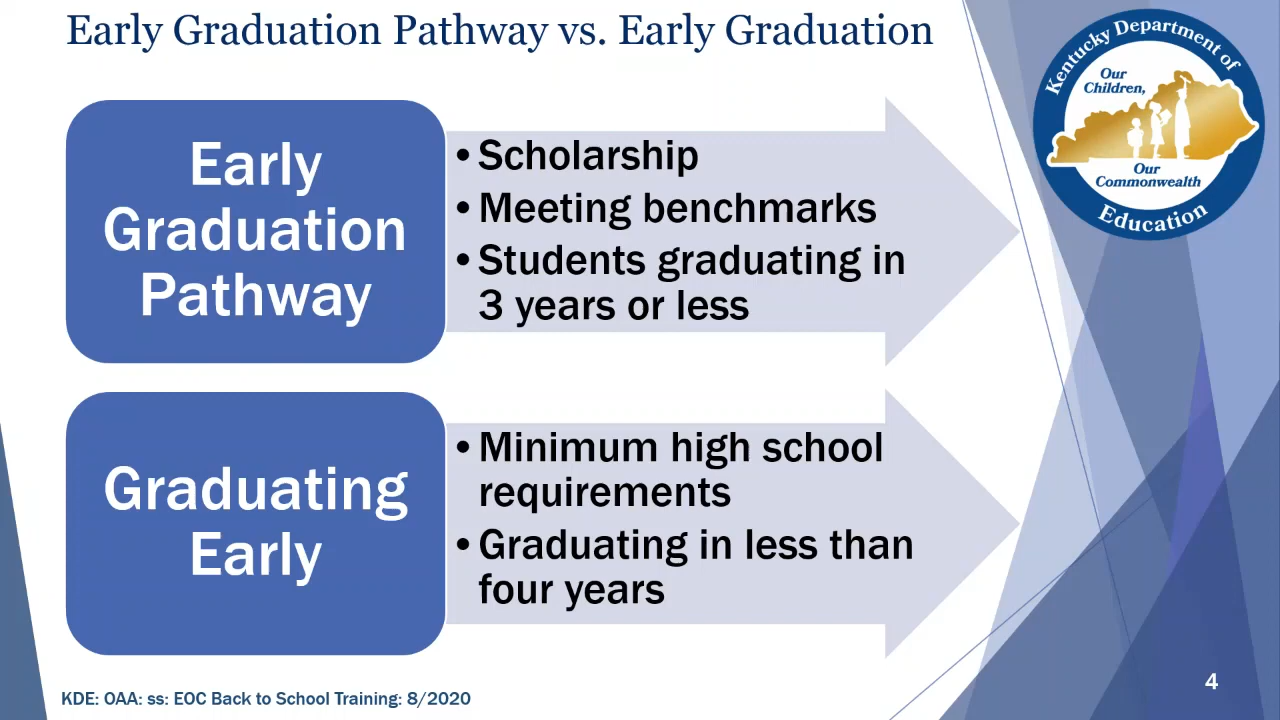 Early Graduation Pathway vs. Early Graduation
Kentucky Department of
Our
Children,
Our
Commonwealth
Education
Early
Graduation
Pathway
• Scholarship
• Meeting benchmarks
• Students graduating in
3 years or less
Graduating
Early
• Minimum high school
requirements
• Graduating in less than
four years
KDE: OAA: ss: EOC Back to School Training: 8/2020
4